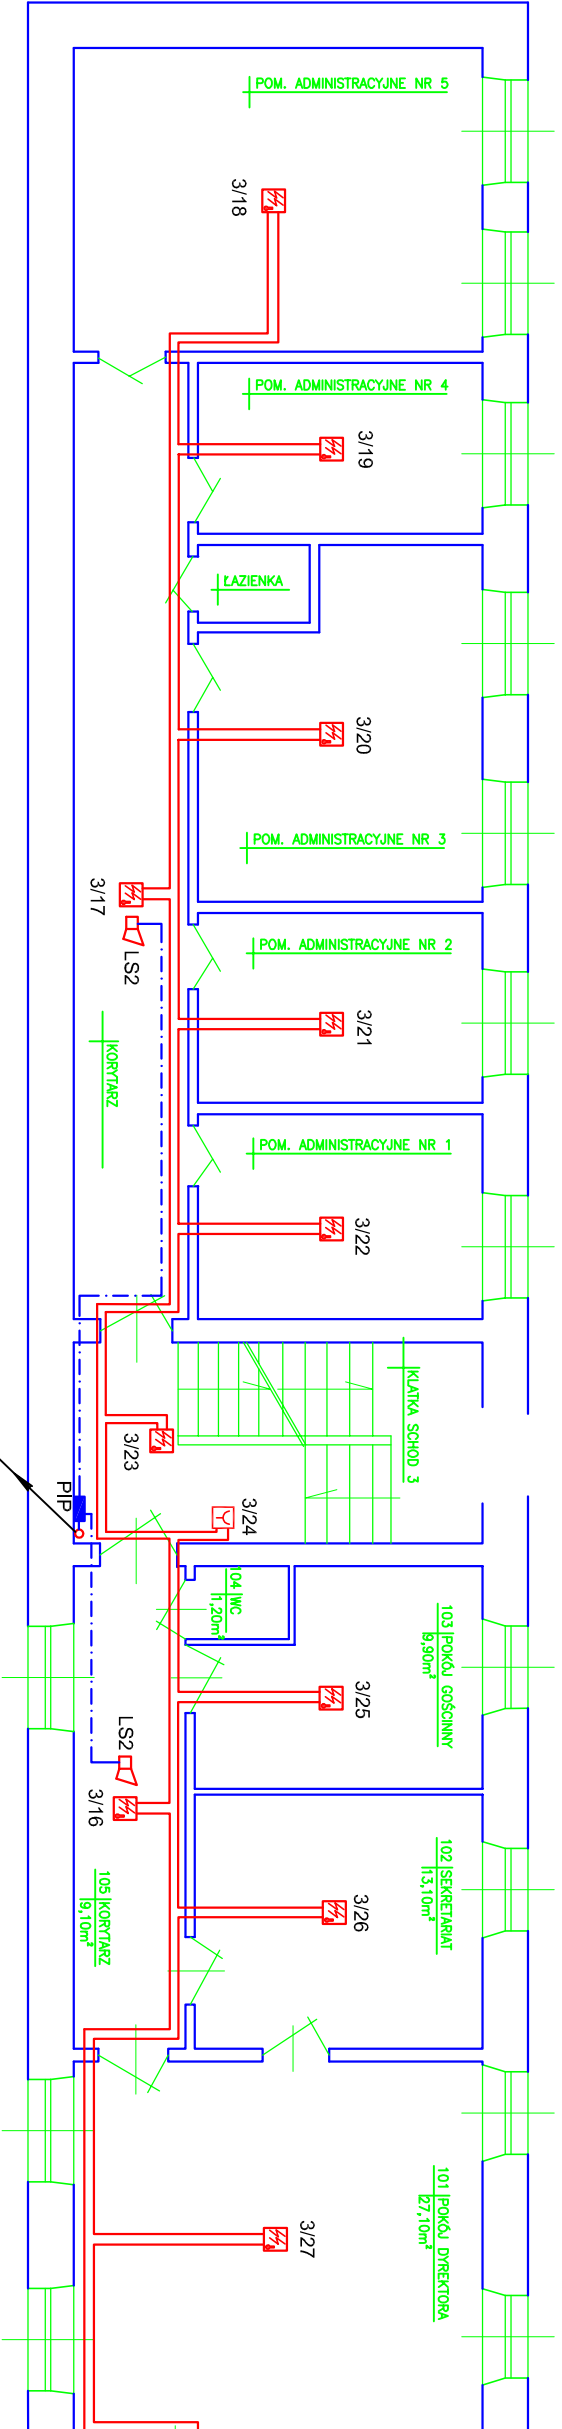 POM. ADMINISTRACYJNE NR 5
3/18
POM. ADMINISTRACYJNE NR 4
3/19
ŁAZIENKA
3/20
POM. ADMINISTRACYJNE NR 3
3/17
LS2
POM. ADMINISTRACYJNE NR 2
3/21
KORYTARZ
POM. ADMINISTRACYJNE NR 1
3/22
KLATKA SCHOD 3
3/23
PIP
3/24
104 WC
1,20m²
103 POKÓJ GOŚCINNY
9,90m²
3/25
LS2
3/16
102 SEKRETARIAT
13,10m²
105 KORYTARZ
9,10m²
3/26
101 POKÓJ DYREKTORA
27,10m²
3/27